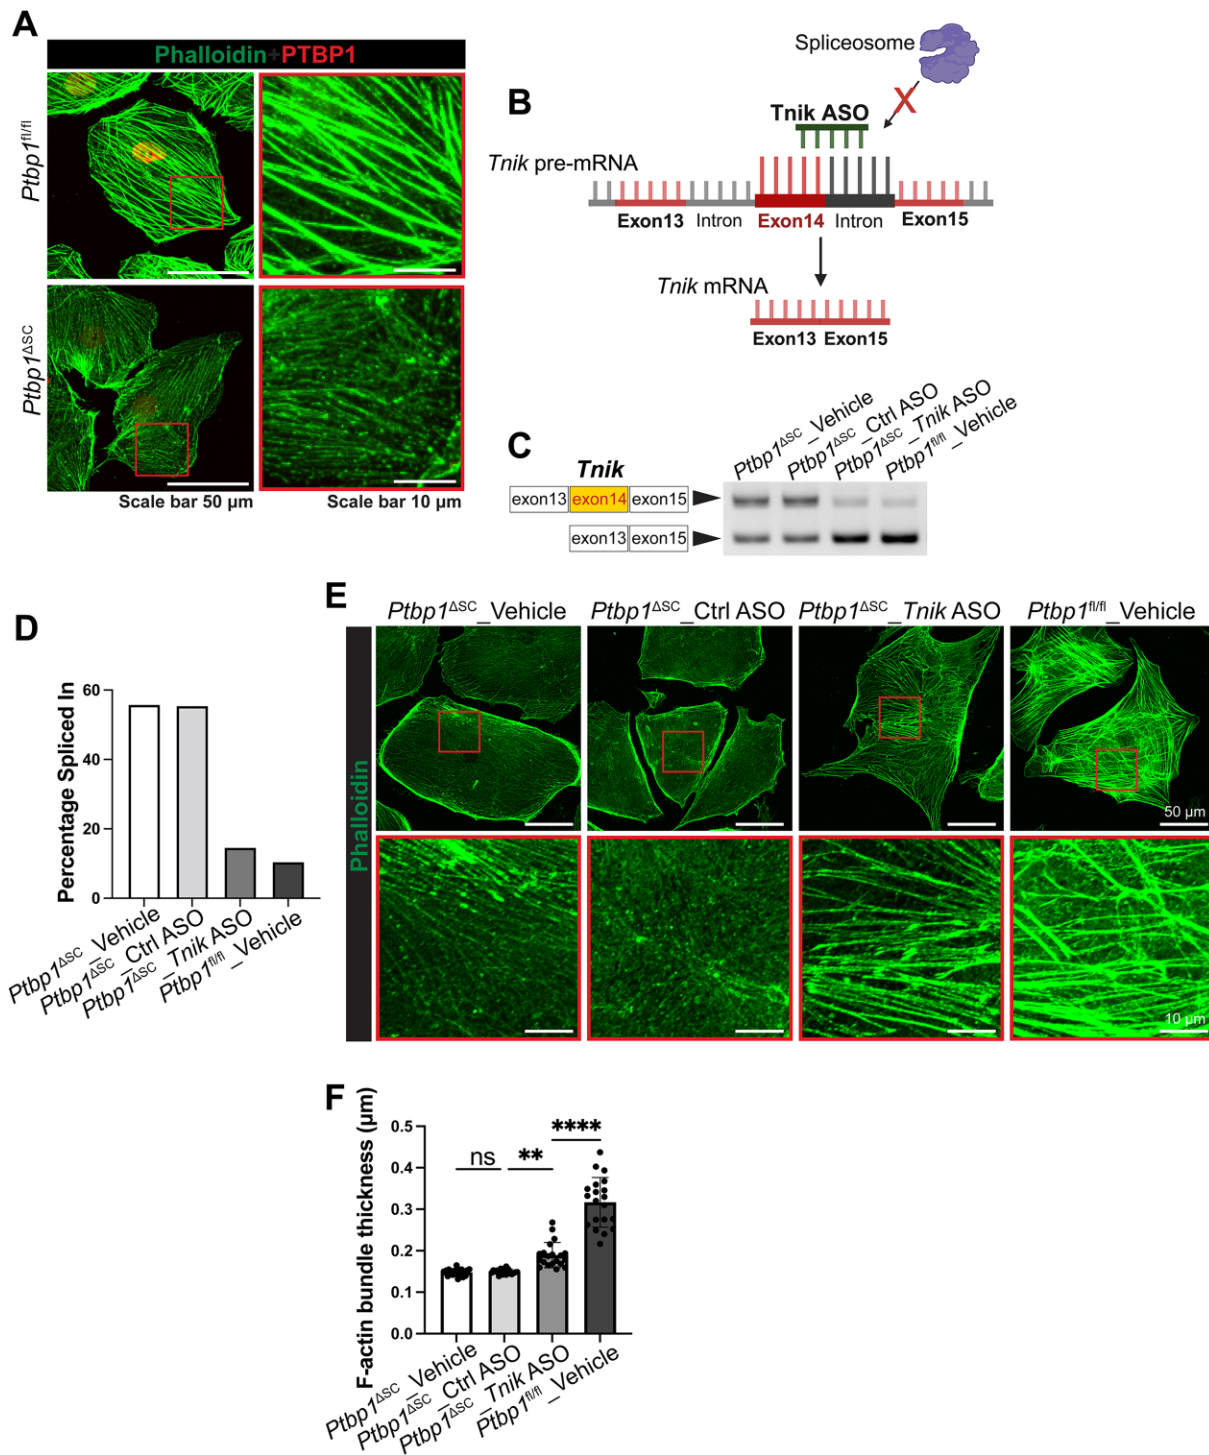 A
Phalloidin+PTBP1
Ptbp1fl/fl
Ptbp1ΔSC
Scale bar 50 µm
Scale bar 10 µm
B
Spliceosome
X
Tnik ASO
Tnik pre-mRNA
Exon13
Intron
Exon14
Intron
Exon15
Tnik mRNA
Exon13 Exon15
C
Ptbp1ΔSC_Vehicle
Ptbp1ΔSC_Ctrl ASO
Ptbp1ΔSC_Tnik ASO
Ptbp1fl/fl_Vehicle
Tnik
exon13 exon14 exon15
exon13 exon15
D
Percentage Spliced In
60
40
20
0
Ptbp1ΔSC_Vehicle
Ptbp1ΔSC_Ctrl ASO
Ptbp1ΔSC_Tnik ASO
Ptbp1fl/fl_Vehicle
E
Ptbp1ΔSC_Vehicle
Ptbp1ΔSC_Ctrl ASO
Ptbp1ΔSC_Tnik ASO
Ptbp1fl/fl_Vehicle
Phalloidin
50 µm
10 µm
F
F-actin bundle thickness (µm)
0.5
0.4
0.3
0.2
0.1
0.0
ns
**
****
Ptbp1ΔSC_Vehicle
Ptbp1ΔSC_Ctrl ASO
Ptbp1ΔSC_Tnik ASO
Ptbp1fl/fl_Vehicle